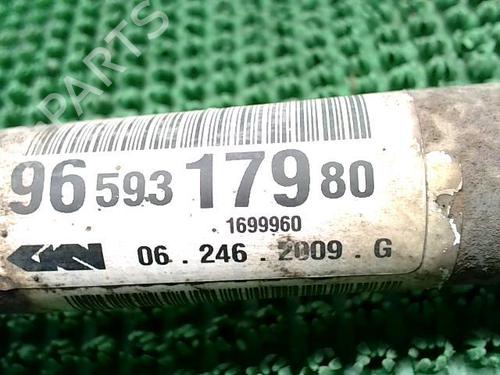 PARTS
96 593 179 80
1699960
GKN 06 . 246 . 2009 . G